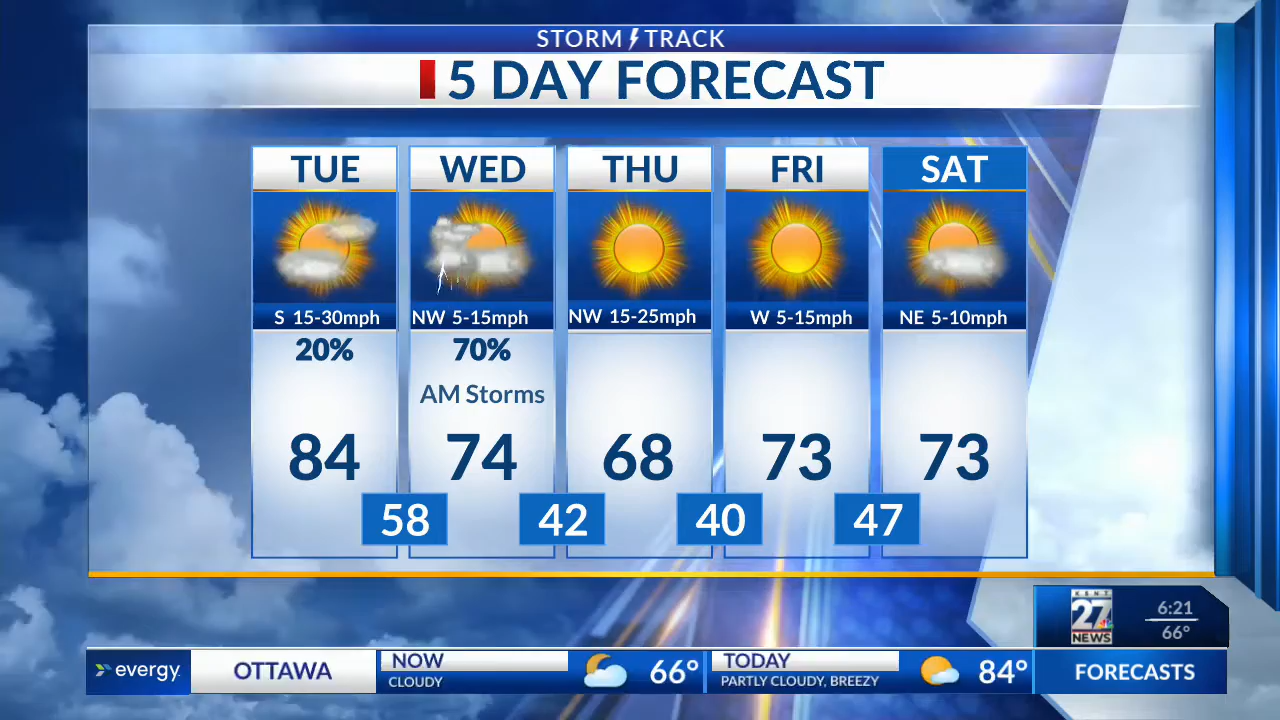 STORM TRACK
5 DAY FORECAST
TUE WED THU FRI SAT
S 15-30mph NW 5-15mph NW 15-25mph W 5-15mph NE 5-10mph
20% 70%
AM Storms
84 74 68 73 73
58 42 40 47
KSNT
27
NEWS
6:21
66°
evergy
OTTAWA
NOW
CLOUDY
66°
TODAY
PARTLY CLOUDY, BREEZY
84°
FORECASTS